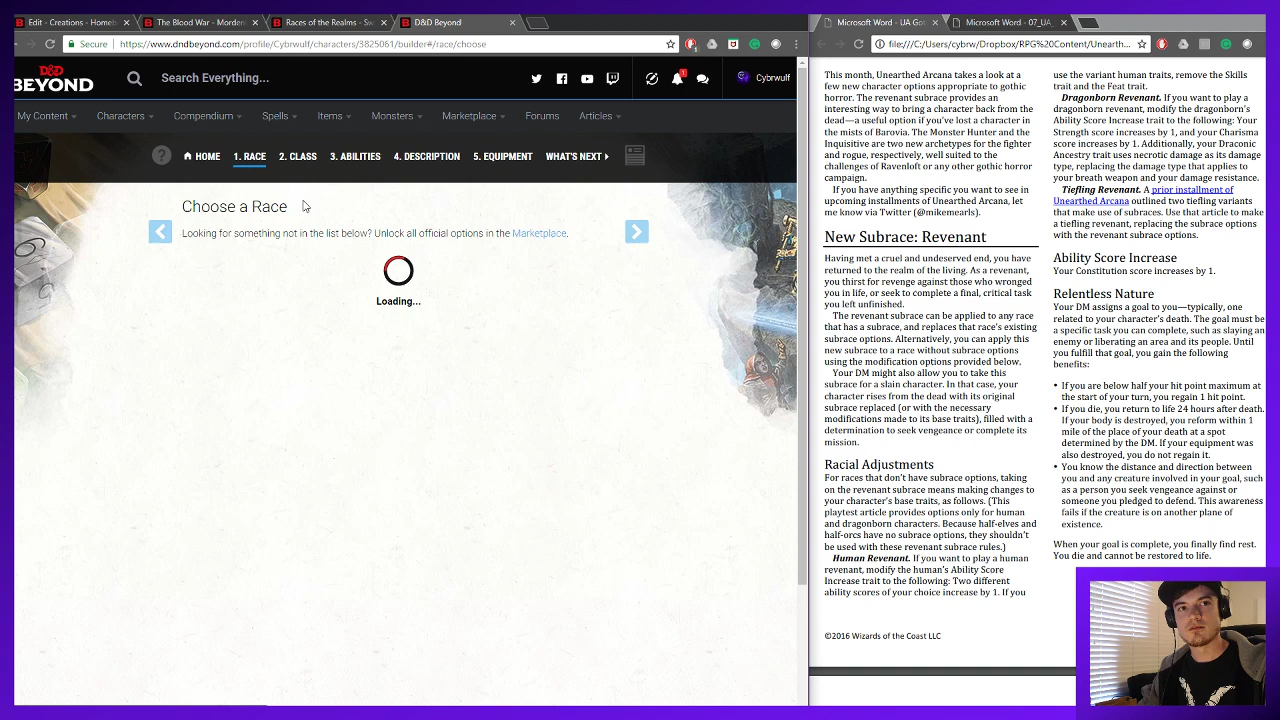 Edit - Creations - Homeb
The Blood War - Morden
Races of the Realms - Sw
D&D Beyond
Microsoft Word - UA Got
Microsoft Word - 07_UA_
Secure
https://www.dndbeyond.com/profile/Cybrwulf/characters/3825061/builder#/race/choose
file:///C:/Users/cybrw/Dropbox/RPG%20Content/Unearth...
D&D
BEYOND
Search Everything...
1
Cybrwulf
My Content
Characters
Compendium
Spells
Items
Monsters
Marketplace
Forums
Articles
?
HOME
1. RACE
2. CLASS
3. ABILITIES
4. DESCRIPTION
5. EQUIPMENT
WHAT'S NEXT
Choose a Race
Looking for something not in the list below? Unlock all official options in the Marketplace.
Loading...
This month, Unearthed Arcana takes a look at a
few new character options appropriate to gothic
horror. The revenant subrace provides an
interesting way to bring a character back from the
dead—a useful option if you've lost a character in
the mists of Barovia. The Monster Hunter and the
Inquisitive are two new archetypes for the fighter
and rogue, respectively, well suited to the
challenges of Ravenloft or any other gothic horror
campaign.
If you have anything specific you want to see in
upcoming installments of Unearthed Arcana, let
me know via Twitter (@mikemearls).
New Subrace: Revenant
Having met a cruel and undeserved end, you have
returned to the realm of the living. As a revenant,
you thirst for revenge against those who wronged
you in life, or seek to complete a final, critical task
you left unfinished.
The revenant subrace can be applied to any race
that has a subrace, and replaces that race's existing
subrace options. Alternatively, you can apply this
new subrace to a race without subrace options
using the modification options provided below.
Your DM might also allow you to take this
subrace for a slain character. In that case, your
character rises from the dead with its original
subrace replaced (or with the necessary
modifications made to its base traits), filled with a
determination to seek vengeance or complete its
mission.
Racial Adjustments
For races that don't have subrace options, taking
on the revenant subrace means making changes to
your character's base traits, as follows. (This
playtest article provides options only for human
and dragonborn characters. Because half-elves and
half-orcs have no subrace options, they shouldn't
be used with these revenant subrace rules.)
Human Revenant. If you want to play a human
revenant, modify the human's Ability Score
Increase trait to the following: Two different
ability scores of your choice increase by 1. If you
©2016 Wizards of the Coast LLC
use the variant human traits, remove the Skills
trait and the Feat trait.
Dragonborn Revenant. If you want to play a
dragonborn revenant, modify the dragonborn's
Ability Score Increase trait to the following: Your
Strength score increases by 1, and your Charisma
score increases by 1. Additionally, your Draconic
Ancestry trait uses necrotic damage as its damage
type, replacing the damage type that applies to
your breath weapon and your damage resistance.
Tiefling Revenant. A prior installment of
Unearthed Arcana outlined two tiefling variants
that make use of subraces. Use that article to make
a tiefling, replacing the subrace options
with the revenant subrace options.
Ability Score Increase
Your Constitution score increases by 1.
Relentless Nature
Your DM assigns a goal to you—typically, one
related to your character's death. The goal must be
a specific task you can complete, such as slaying an
enemy or liberating an area and its people. Until
you fulfill that goal, you gain the following
benefits:
• If you are below half your hit point maximum at
the start of your turn, you regain 1 hit point.
• If you die, you return to life 24 hours after death.
If your body is destroyed, you reform within 1
mile of the place of your death at a spot
determined by the DM. If your equipment was
also destroyed, you do not regain it.
• You know the distance and direction between
you and any creature involved in your goal, such
as a person you seek vengeance against or
someone you pledged to defend. This awareness
fails if the creature is on another plane of
existence.
When your goal is complete, you finally find rest.
You die and cannot be restored to life.